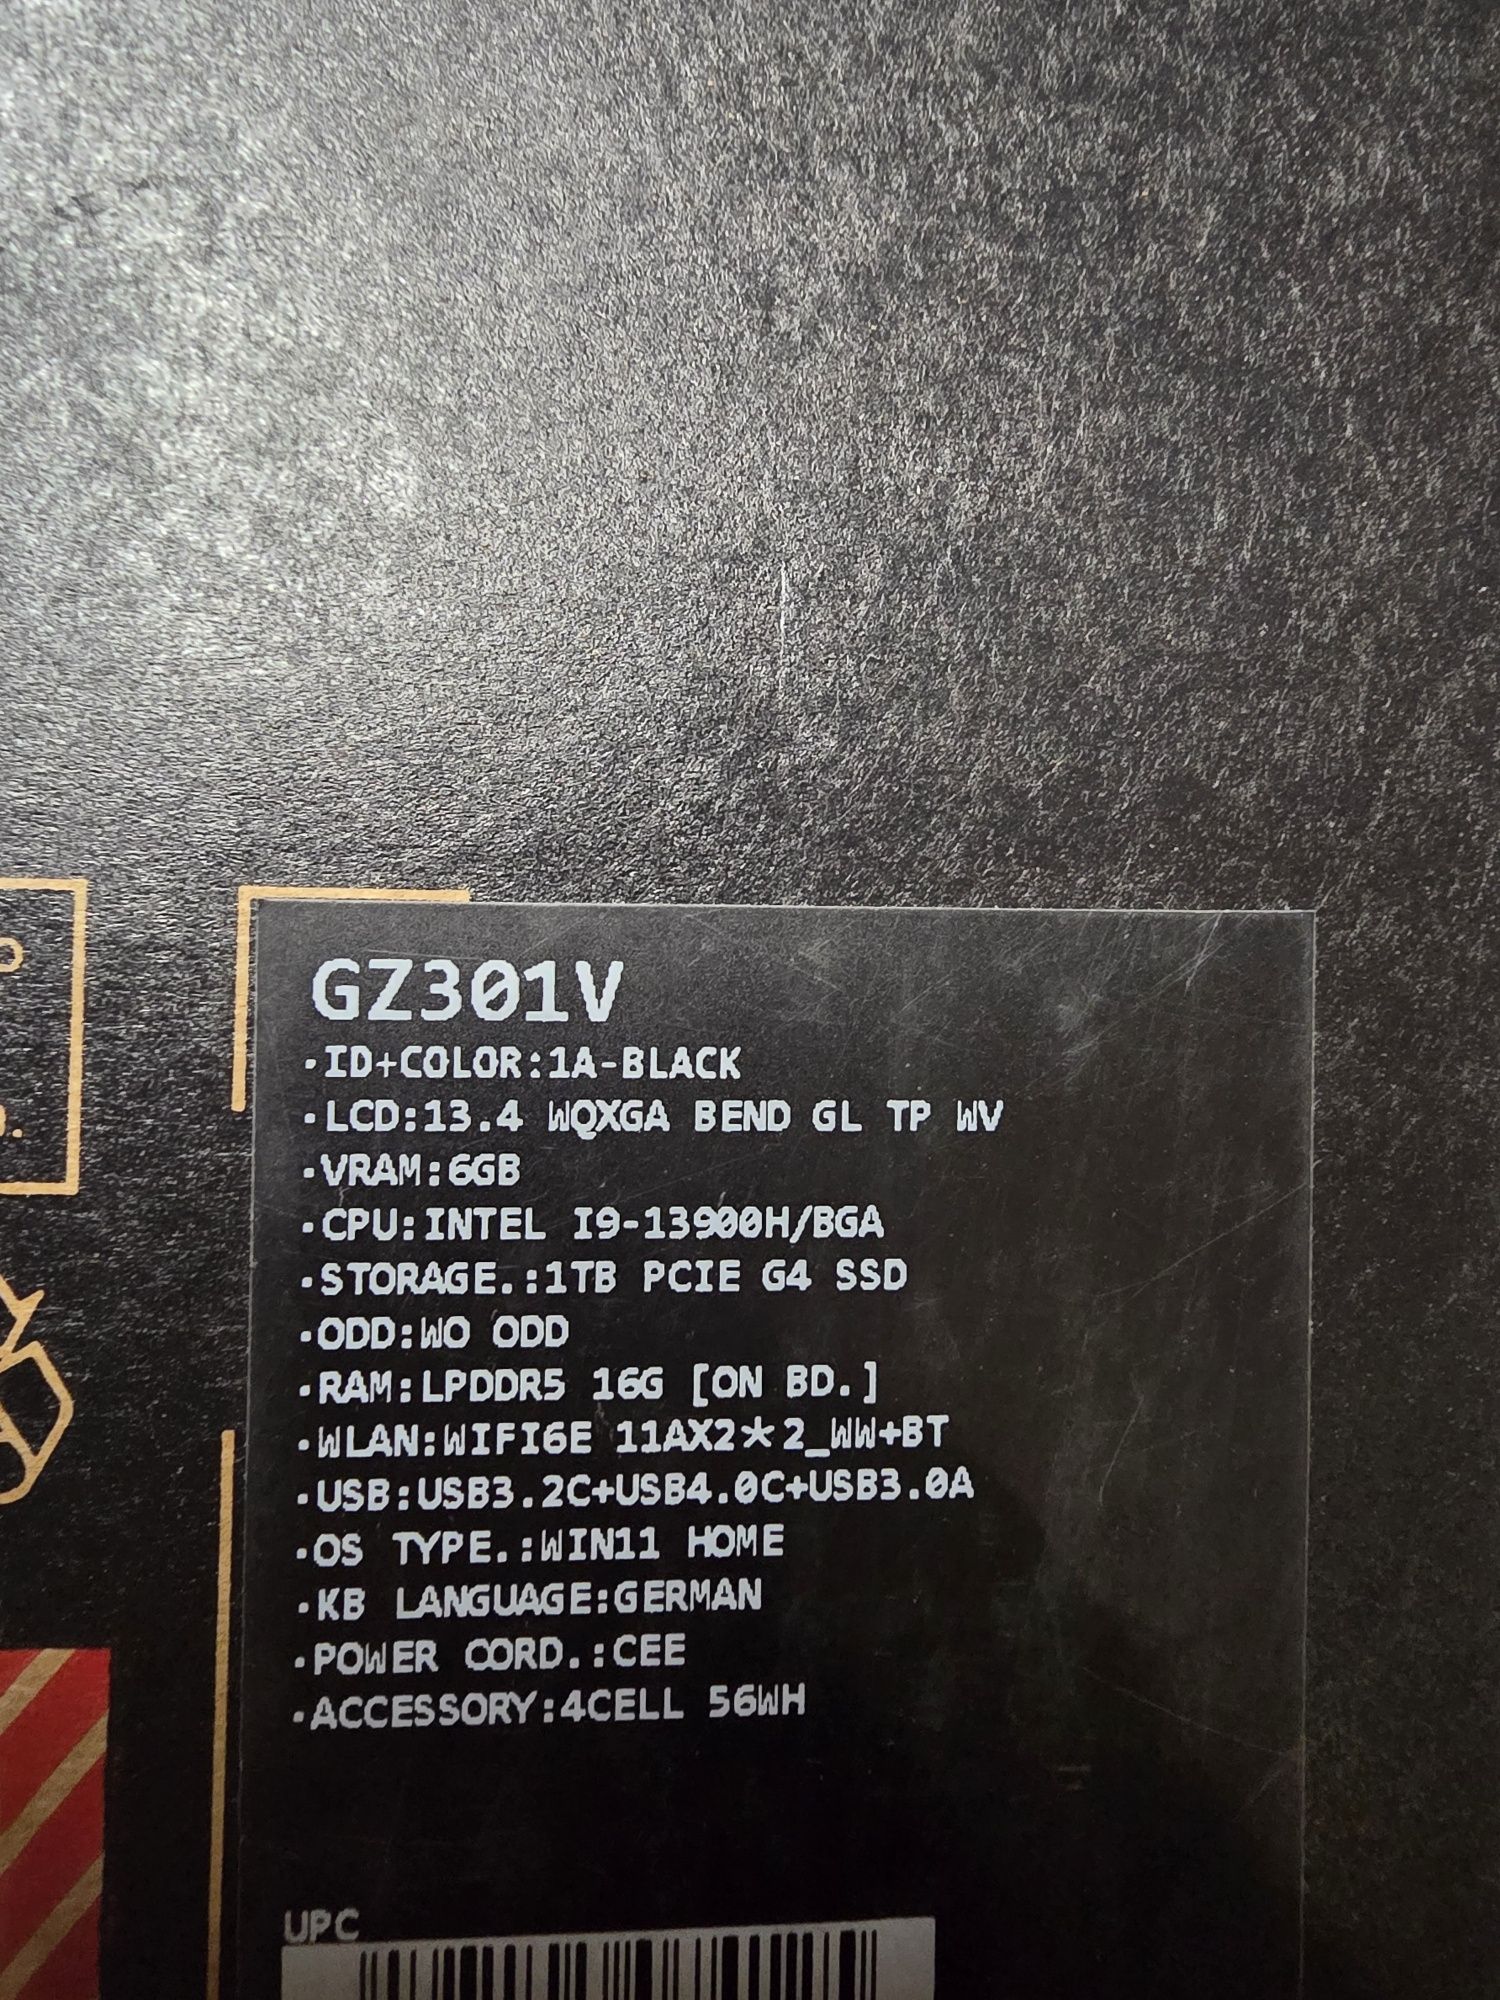 GZ301V
·ID+COLOR:1A-BLACK
·LCD:13.4 WQXGA BEND GL TP WV
·VRAM:6GB
·CPU:INTEL I9-13900H/BGA
·STORAGE.:1TB PCIE G4 SSD
·ODD:WO ODD
·RAM:LPDDR5 16G [ON BD.]
·WLAN:WIFI6E 11AX2*2_WW+BT
·USB:USB3.2C+USB4.0C+USB3.0A
·OS TYPE.:WIN11 HOME
·KB LANGUAGE:GERMAN
·POWER CORD.:CEE
·ACCESSORY:4CELL 56WH
UPC